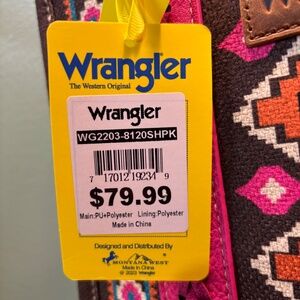 Wrangler
The Western Original
Wrangler
WG2203-8120SHPK
7 17012 19234 9
$79.99
Main:PU+Polyester Lining:Polyester
Made in China
Designed and Distributed By
MONTANA WEST
Made In China
© 2023 Wrangler